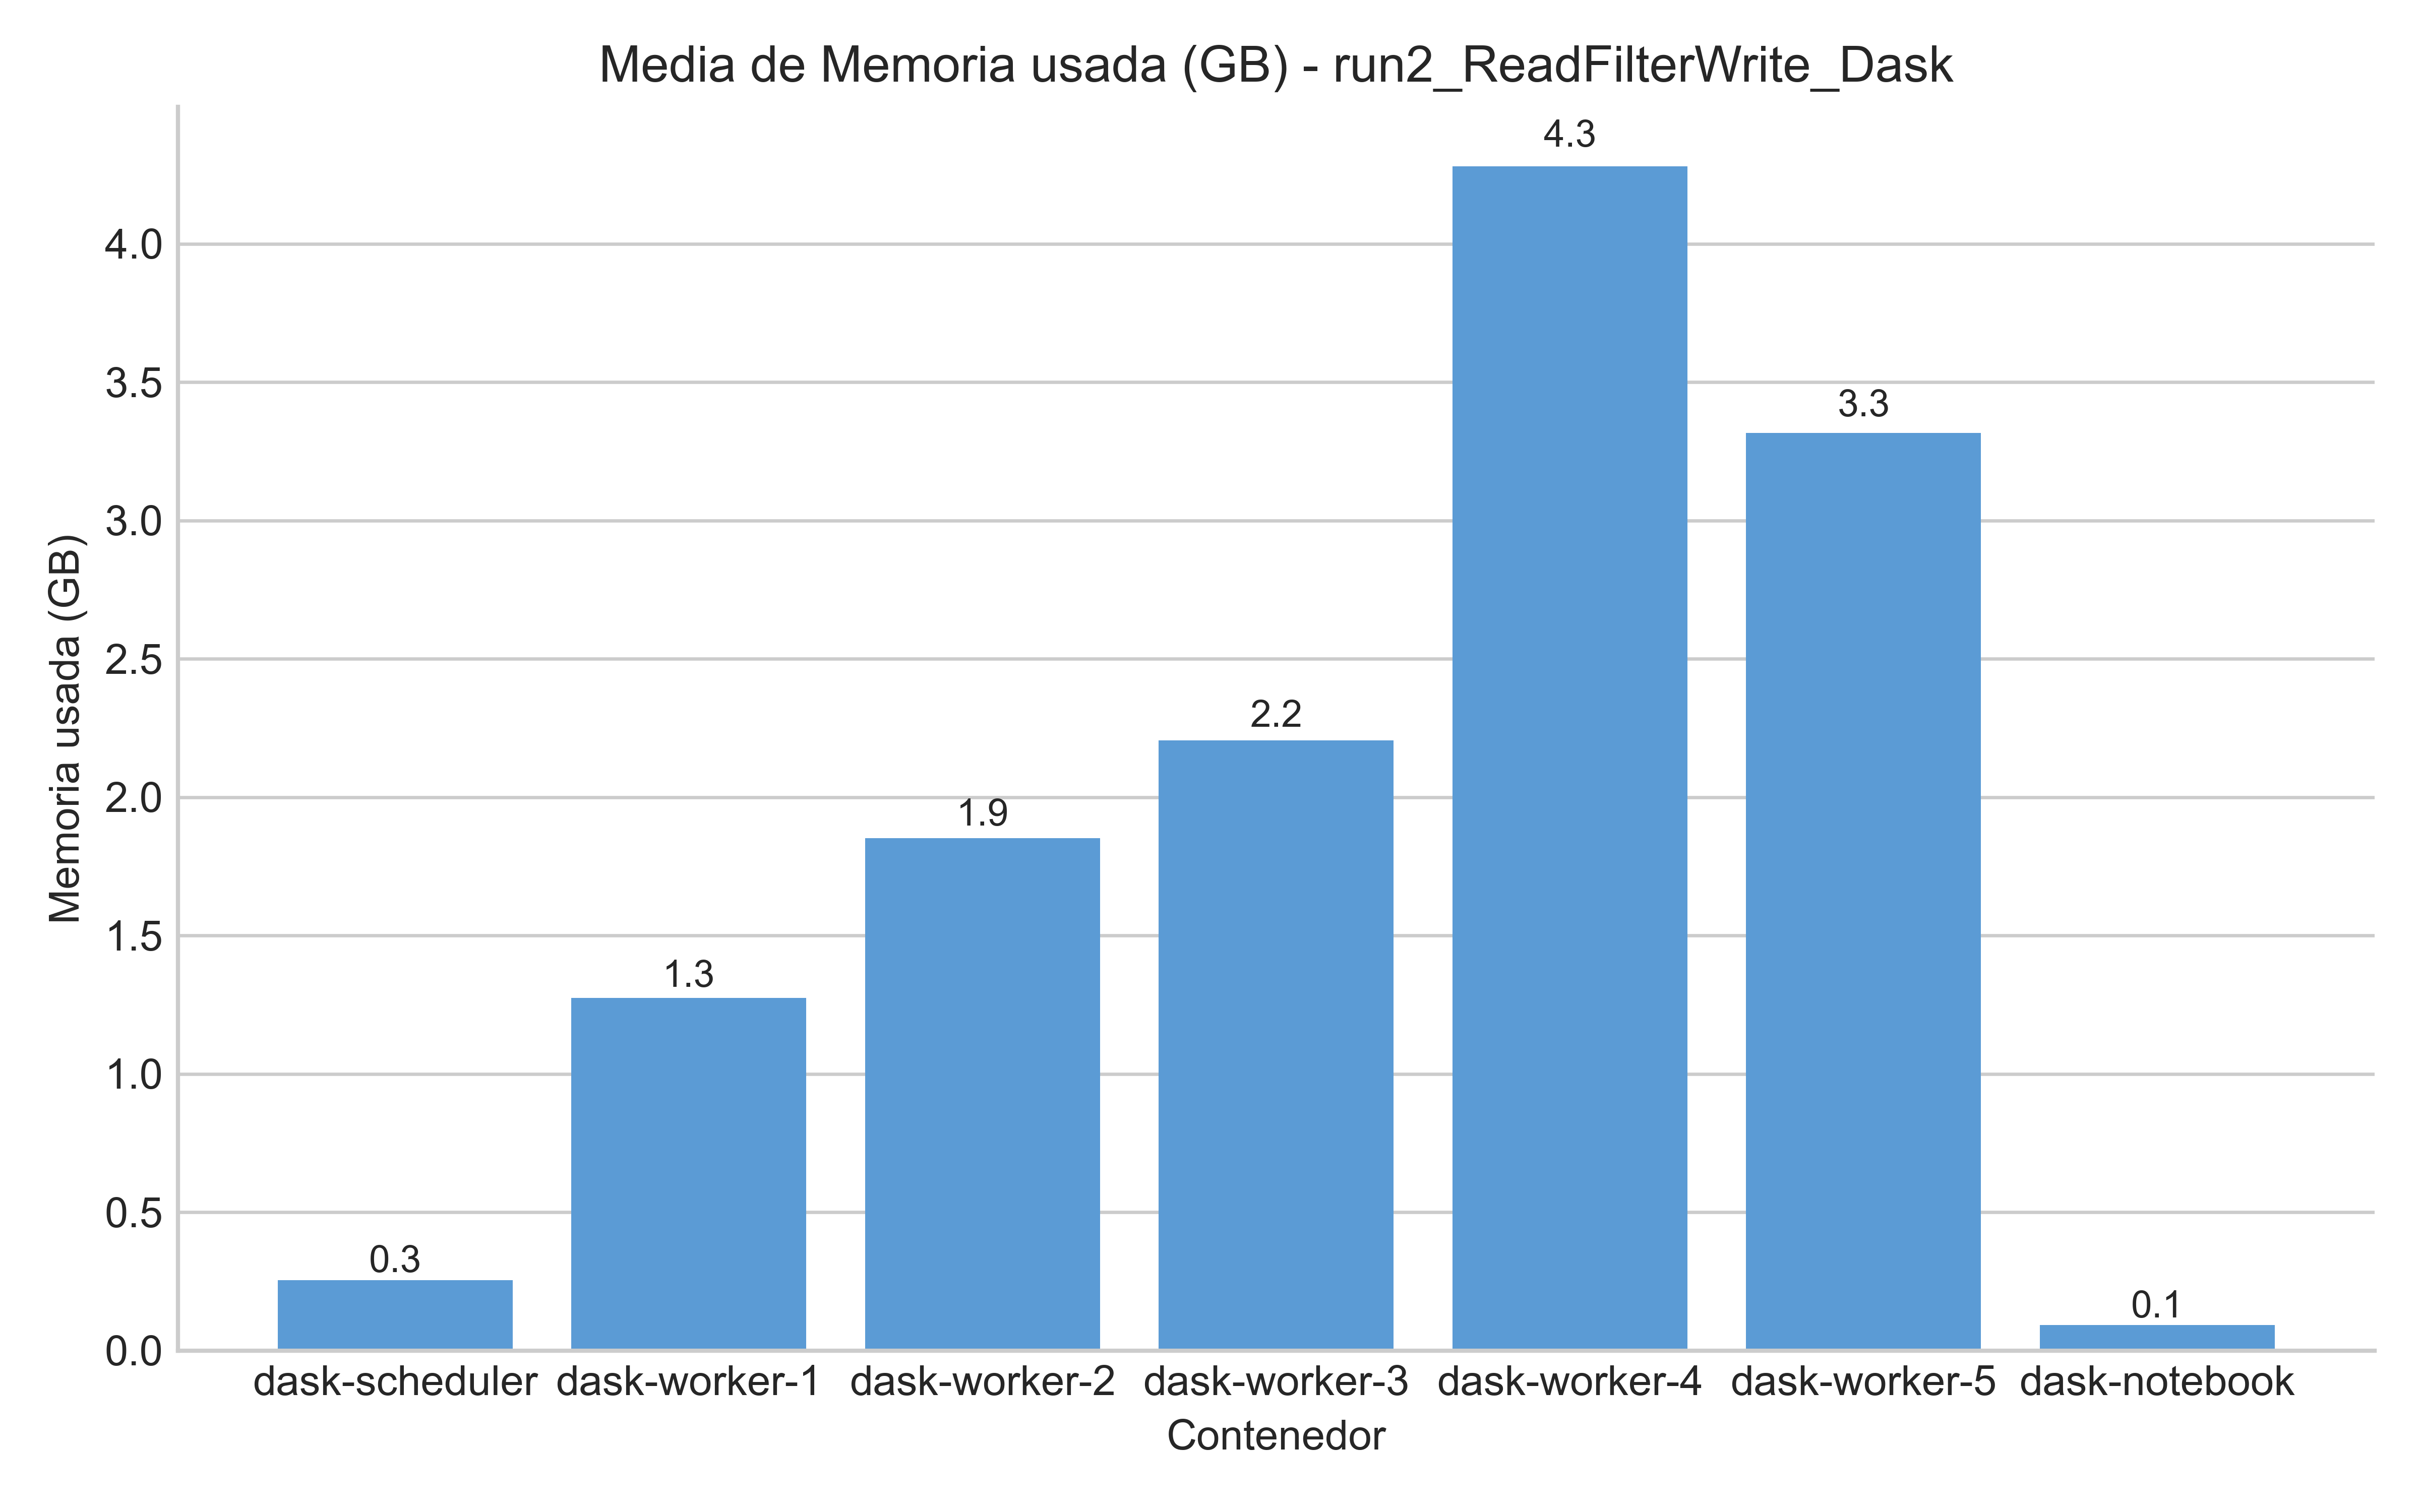 Media de Memoria usada (GB) - run2_ReadFilterWrite_Dask
Memoria usada (GB)
4.0
3.5
3.0
2.5
2.0
1.5
1.0
0.5
0.0
0.3
1.3
1.9
2.2
4.3
3.3
0.1
dask-scheduler
dask-worker-1
dask-worker-2
dask-worker-3
dask-worker-4
dask-worker-5
dask-notebook
Contenedor